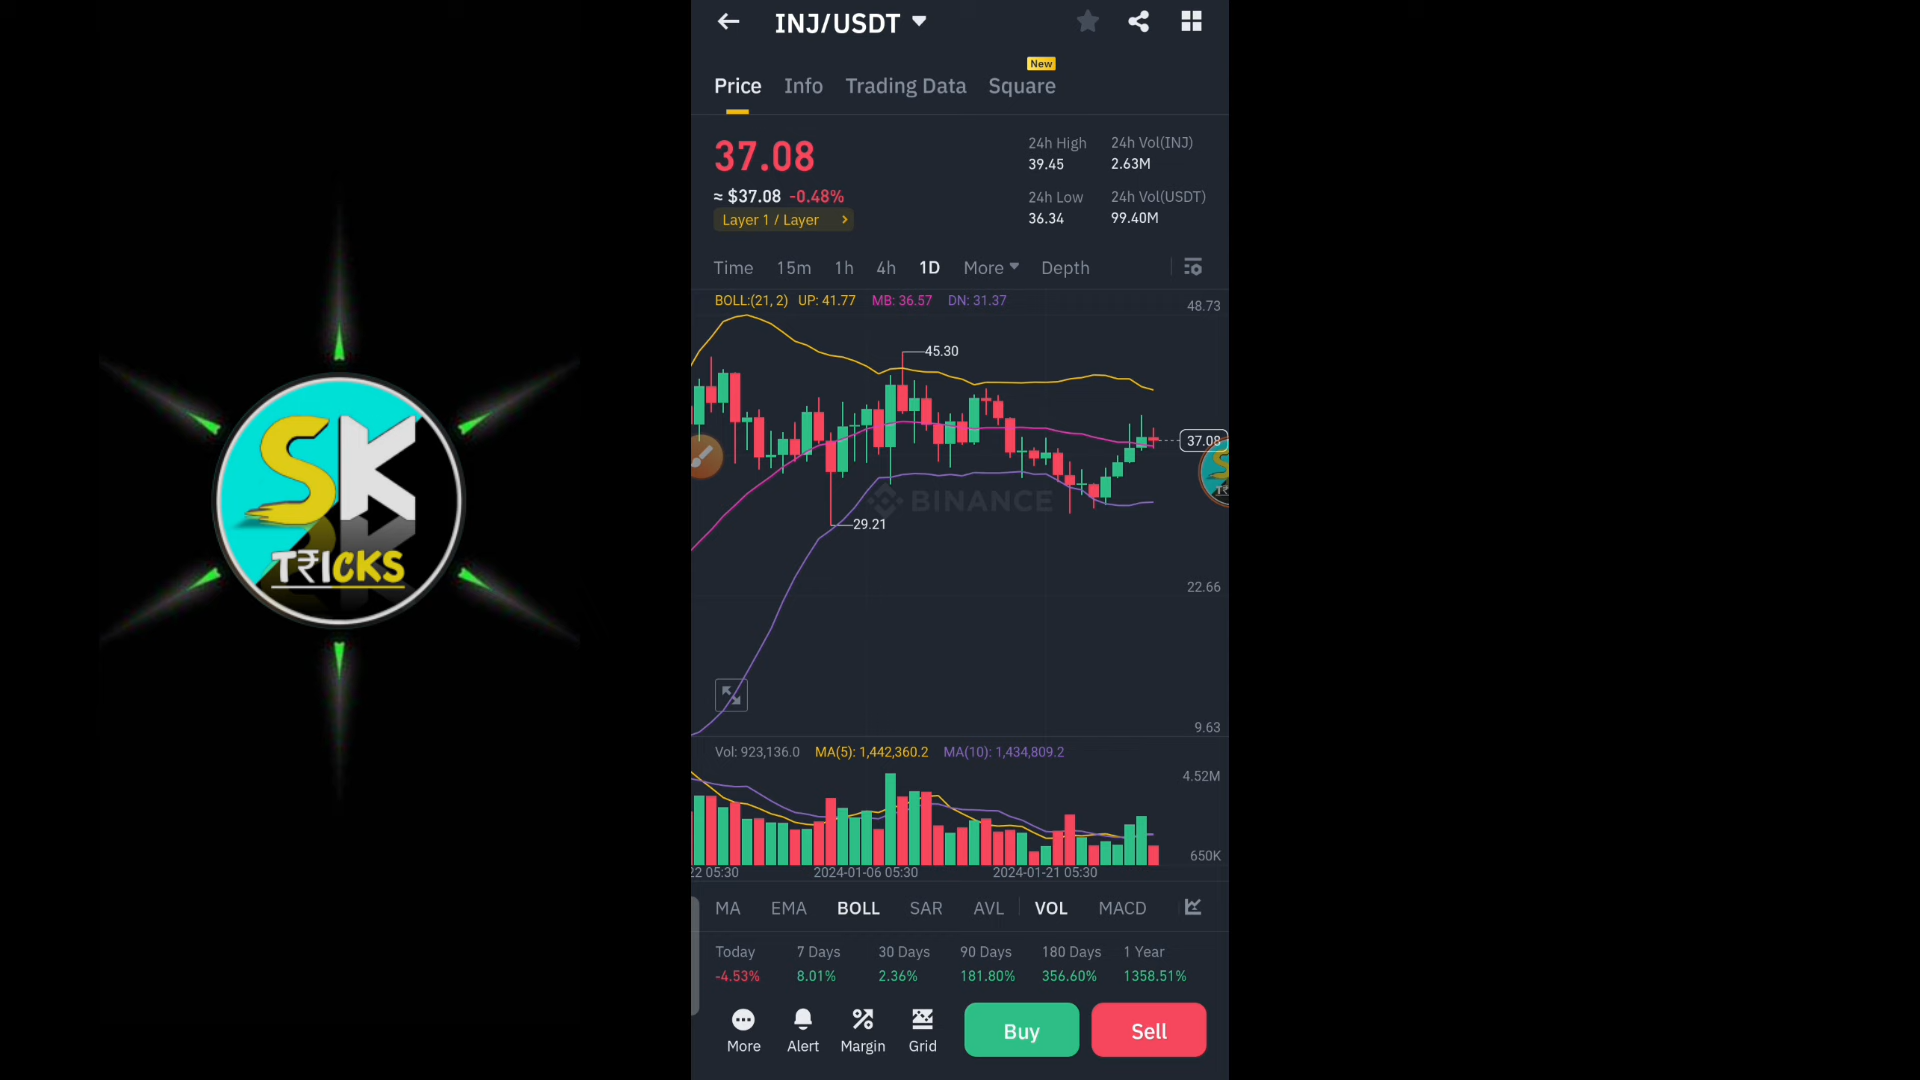 SK
T₹ICKS
INJ/USDT
New
Price Info Trading Data Square
37.08
≈ $37.08 -0.48%
Layer 1 / Layer
24h High
39.45
24h Vol(INJ)
2.63M
24h Low
36.34
24h Vol(USDT)
99.40M
Time 15m 1h 4h 1D More Depth
BOLL:(21, 2) UP: 41.77 MB: 36.57 DN: 31.37
48.73
45.30
37.08
BINANCE
29.21
22.66
9.63
Vol: 923,136.0 MA(5): 1,442,360.2 MA(10): 1,434,809.2
4.52M
650K
22 05:30 2024-01-06 05:30 2024-01-21 05:30
MA EMA BOLL SAR AVL VOL MACD
Today 7 Days 30 Days 90 Days 180 Days 1 Year
-4.53% 8.01% 2.36% 181.80% 356.60% 1358.51%
More Alert Margin Grid Buy Sell